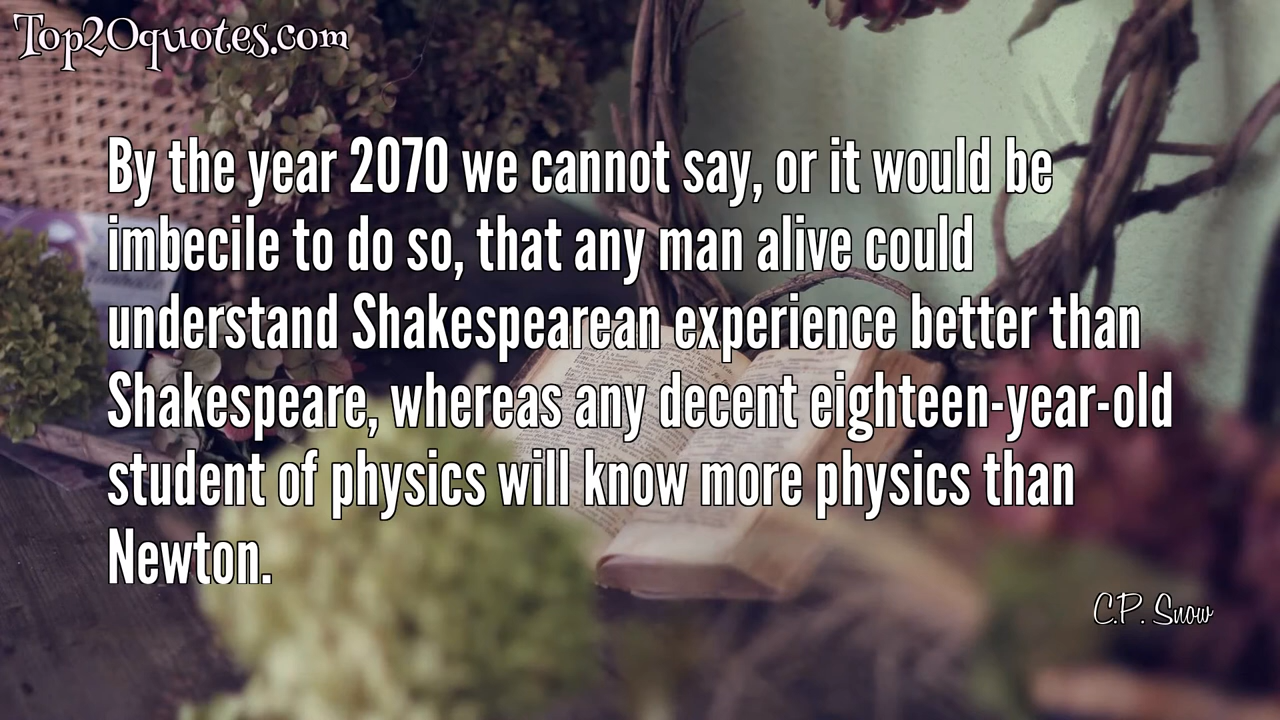 Top20quotes.com
By the year 2070 we cannot say, or it would be
imbecile to do so, that any man alive could
understand Shakespearean experience better than
Shakespeare, whereas any decent eighteen-year-old
student of physics will know more physics than
Newton.
C.P. Snow